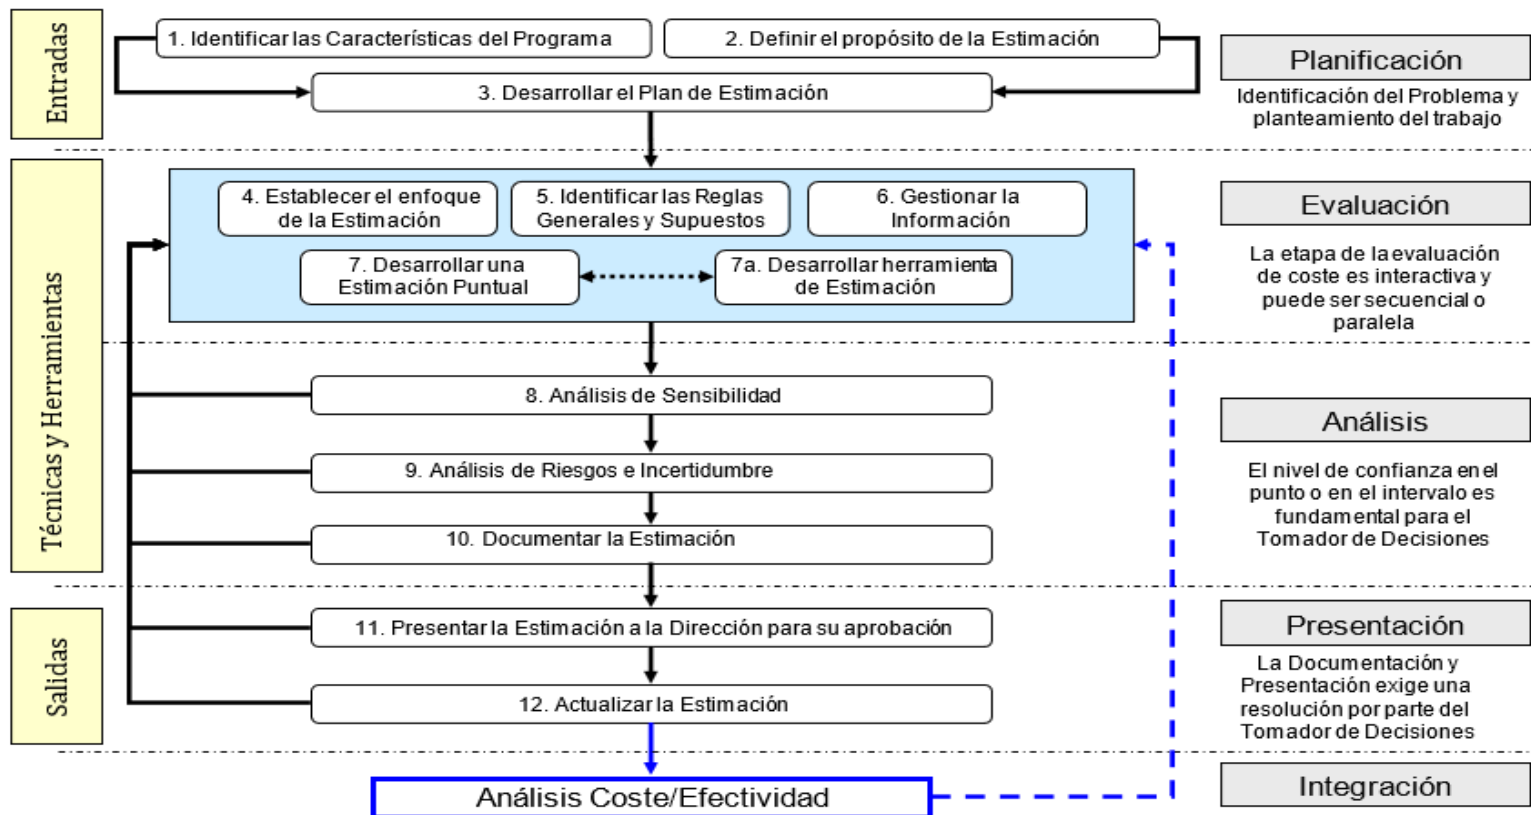 Entradas
1. Identificar las Características del Programa
2. Definir el propósito de la Estimación
3. Desarrollar el Plan de Estimación
Planificación
Identificación del Problema y
planteamiento del trabajo
Técnicas y Herramientas
4. Establecer el enfoque
de la Estimación
5. Identificar las Reglas
Generales y Supuestos
6. Gestionar la
Información
7. Desarrollar una
Estimación Puntual
7a. Desarrollar herramienta
de Estimación
Evaluación
La etapa de la evaluación
de coste es interactiva y
puede ser secuencial o
paralela
8. Análisis de Sensibilidad
9. Análisis de Riesgos e Incertidumbre
10. Documentar la Estimación
Análisis
El nivel de confianza en el
punto o en el intervalo es
fundamental para el
Tomador de Decisiones
Salidas
11. Presentar la Estimación a la Dirección para su aprobación
12. Actualizar la Estimación
Presentación
La Documentación y
Presentación exige una
resolución por parte del
Tomador de Decisiones
Análisis Coste/Efectividad
Integración